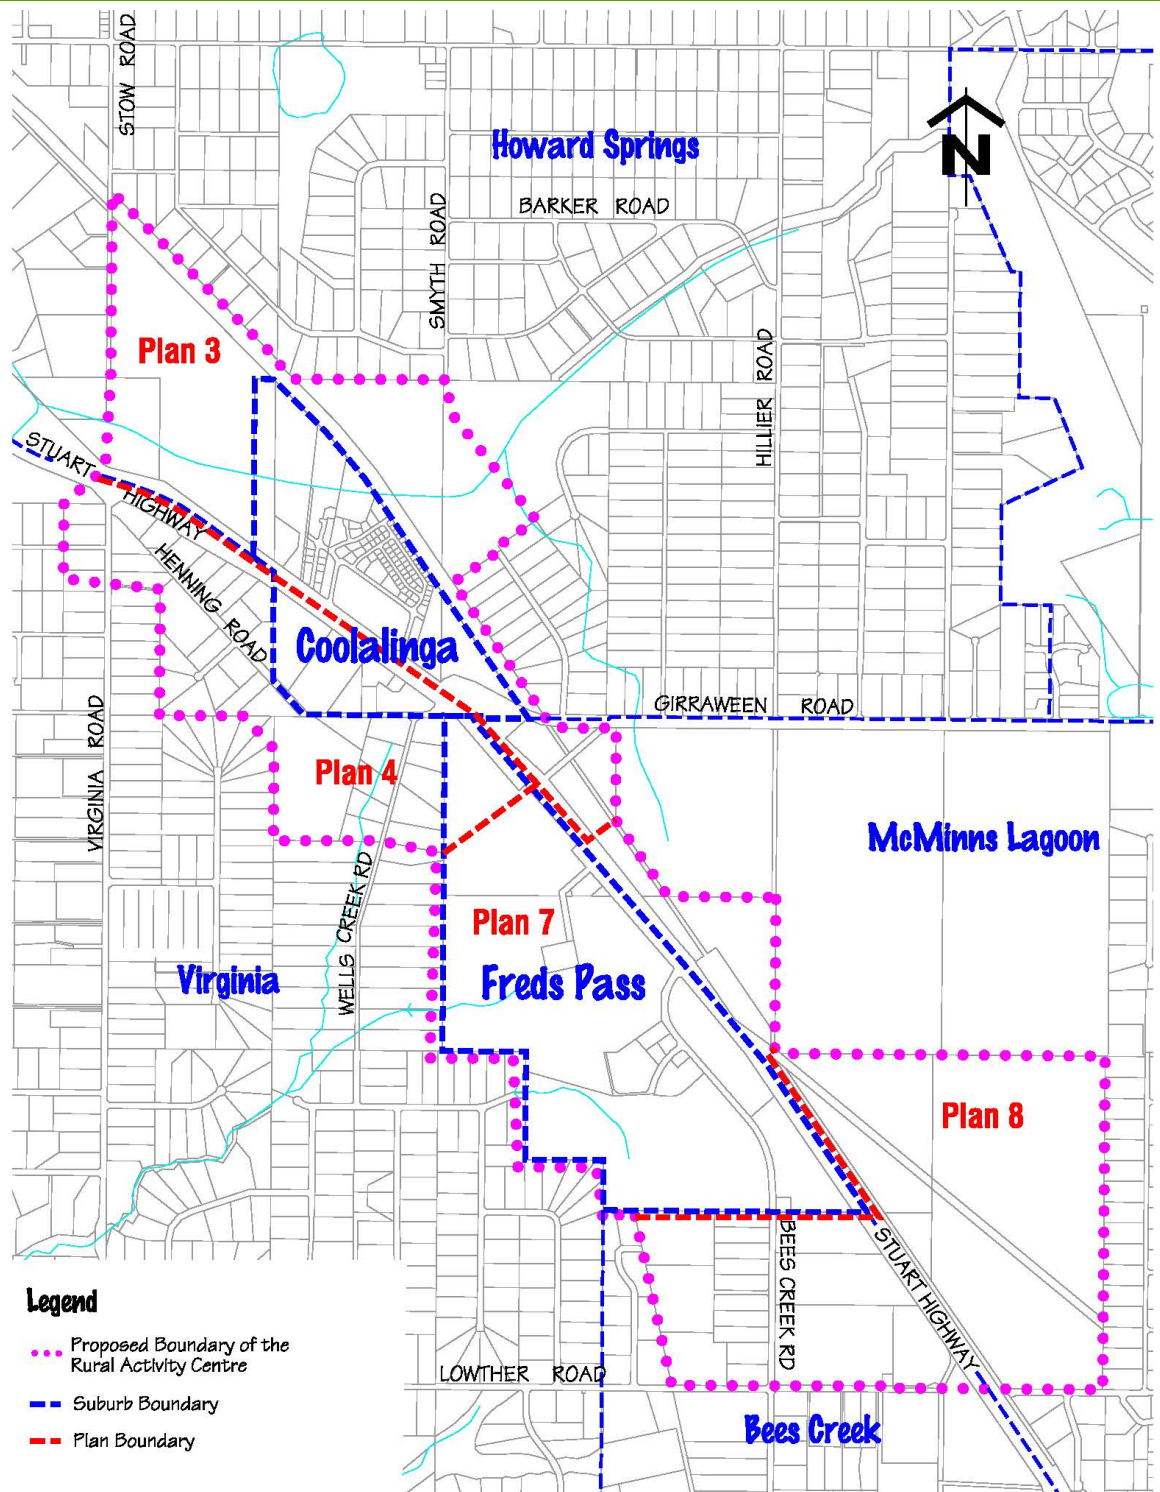 STOW ROAD
N
Howard Springs
BARKER ROAD
SMYTH ROAD
Plan 3
HILLIER ROAD
STUART
HIGHWAY
HENNING ROAD
Coolalinga
GIRRAWEEN ROAD
VIRGINIA ROAD
Plan 4
McMinns Lagoon
WELLS CREEK RD
Plan 7
Virginia
Freds Pass
Plan 8
BEES CREEK RD
STUART HIGHWAY
Legend
Proposed Boundary of the
Rural Activity Centre
Suburb Boundary
Plan Boundary
LOWTHER ROAD
Bees Creek